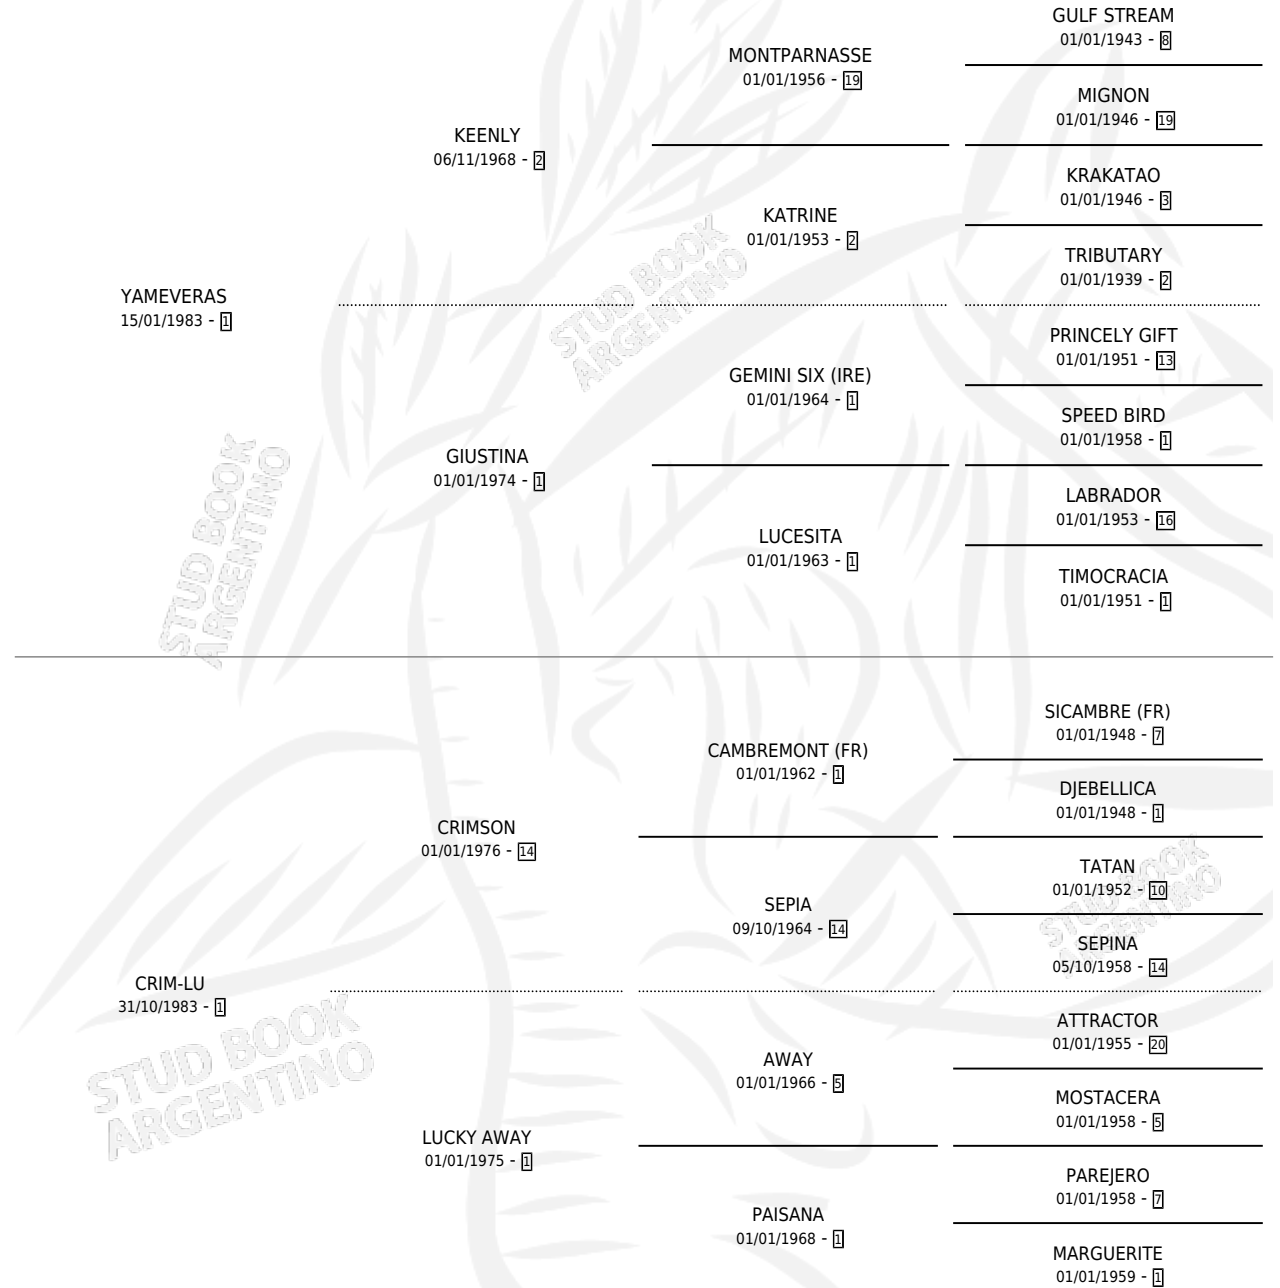 GULF STREAM
01/01/1943 - 8
MONTPARNASSE
01/01/1956 - 19
MIGNON
01/01/1946 - 19
KEENLY
06/11/1968 - 2
KRAKATAO
01/01/1946 - 3
KATRINE
01/01/1953 - 2
TRIBUTARY
01/01/1939 - 2
YAMEVERAS
15/01/1983 - 1
STUD BOOK
ARGENTINO
PRINCELY GIFT
01/01/1951 - 13
GEMINI SIX (IRE)
01/01/1964 - 1
SPEED BIRD
01/01/1958 - 1
GIUSTINA
01/01/1974 - 1
LABRADOR
01/01/1953 - 16
LUCESITA
01/01/1963 - 1
TIMOCRACIA
01/01/1951 - 1
STUD BOOK
ARGENTINO
SICAMBRE (FR)
01/01/1948 - 7
CAMBREMONT (FR)
01/01/1962 - 1
DJEBELLICA
01/01/1948 - 1
CRIMSON
01/01/1976 - 14
TATAN
01/01/1952 - 10
SEPIA
09/10/1964 - 14
STUD BOOK
ARGENTINO
SEPINA
05/10/1958 - 14
CRIM-LU
31/10/1983 - 1
STUD BOOK
ARGENTINO
ATTRACTOR
01/01/1955 - 20
AWAY
01/01/1966 - 5
MOSTACERA
01/01/1958 - 5
LUCKY AWAY
01/01/1975 - 1
PAREJERO
01/01/1958 - 7
PAISANA
01/01/1968 - 1
MARGUERITE
01/01/1959 - 1